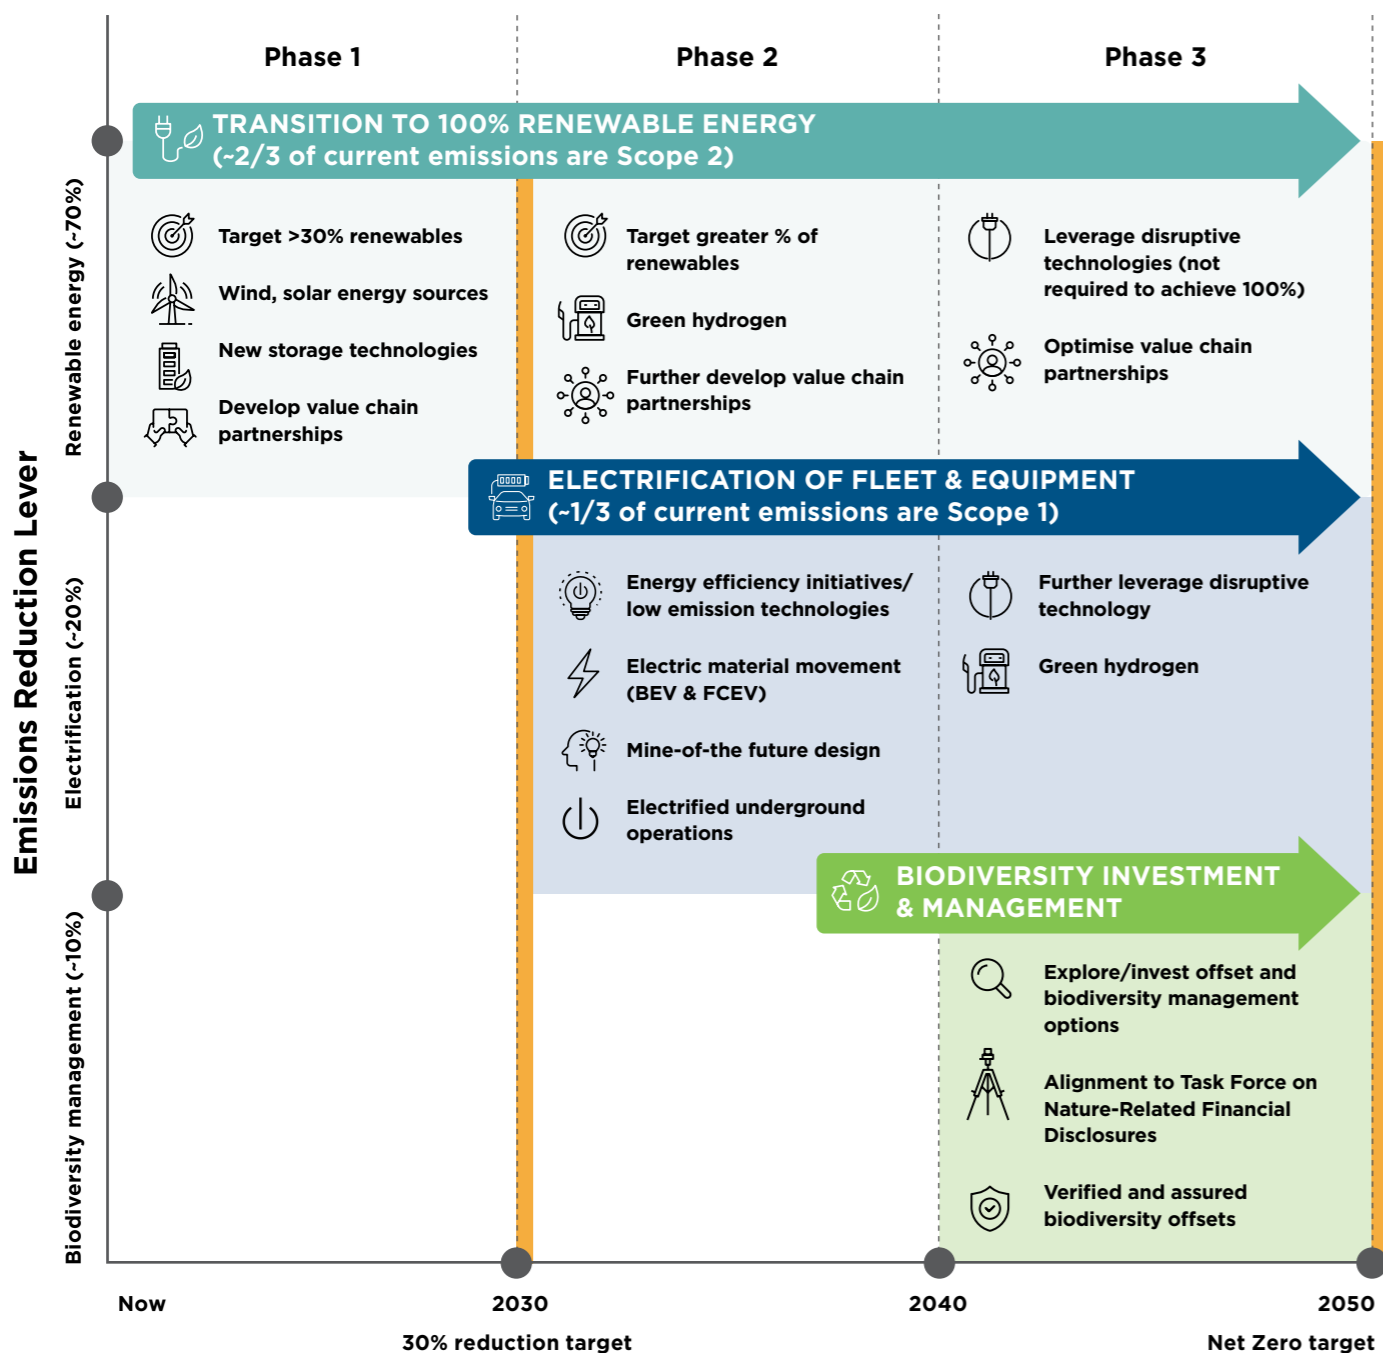 Phase 1
Phase 2
Phase 3
TRANSITION TO 100% RENEWABLE ENERGY
(~2/3 of current emissions are Scope 2)
Emissions Reduction Lever
Renewable energy (~70%)
Target >30% renewables
Wind, solar energy sources
New storage technologies
Develop value chain
partnerships
Target greater % of
renewables
Green hydrogen
Further develop value chain
partnerships
Leverage disruptive
technologies (not
required to achieve 100%)
Optimise value chain
partnerships
ELECTRIFICATION OF FLEET & EQUIPMENT
(~1/3 of current emissions are Scope 1)
Electrification (~20%)
Energy efficiency initiatives/
low emission technologies
Electric material movement
(BEV & FCEV)
Mine-of-the future design
Electrified underground
operations
Further leverage disruptive
technology
Green hydrogen
BIODIVERSITY INVESTMENT
& MANAGEMENT
Biodiversity management (~10%)
Explore/invest offset and
biodiversity management
options
Alignment to Task Force on
Nature-Related Financial
Disclosures
Verified and assured
biodiversity offsets
Now
2030
2040
2050
30% reduction target
Net Zero target